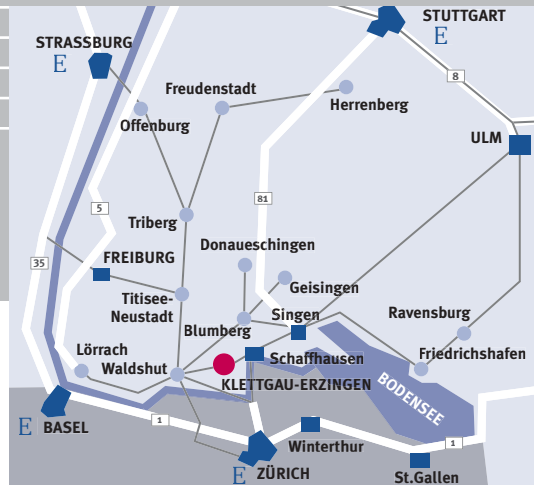 STUTTGART
E
STRASSBURG
E
8
Freudenstadt
Herrenberg
Offenburg
ULM
81
5
Triberg
Donaueschingen
35
FREIBURG
Geisingen
Titisee-
Neustadt
Singen
Ravensburg
Blumberg
Lörrach
Schaffhausen
Friedrichshafen
Waldshut
KLETTGAU-ERZINGEN
BODENSEE
E
BASEL
1
Winterthur
1
E
ZÜRICH
St.Gallen